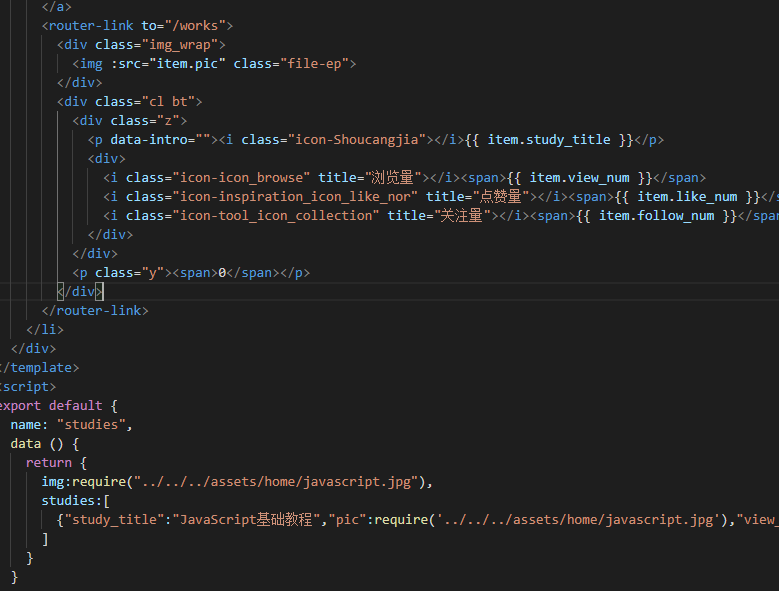 </a>
<router-link to="/works">
<div class="img_wrap">
<img :src="item.pic" class="file-ep">
</div>
<div class="cl bt">
<div class="z">
<p data-intro=""><i class="icon-Shoucangjia"></i>{{ item.study_title }}</p>
<div>
<i class="icon-icon_browse" title="浏览量"></i><span>{{ item.view_num }}</span>
<i class="icon-inspiration_icon_like_nor" title="点赞量"></i><span>{{ item.like_num }}</s
<i class="icon-tool_icon_collection" title="关注量"></i><span>{{ item.follow_num }}</span
</div>
</div>
<p class="y"><span>0</span></p>
</div>
</router-link>
</li>
</div>
/template>
script>
export default {
name: "studies",
data () {
return {
img:require("../../../assets/home/javascript.jpg"),
studies:[
{"study_title":"JavaScript基础教程","pic":require('../../../assets/home/javascript.jpg'),"view_
]
}
}